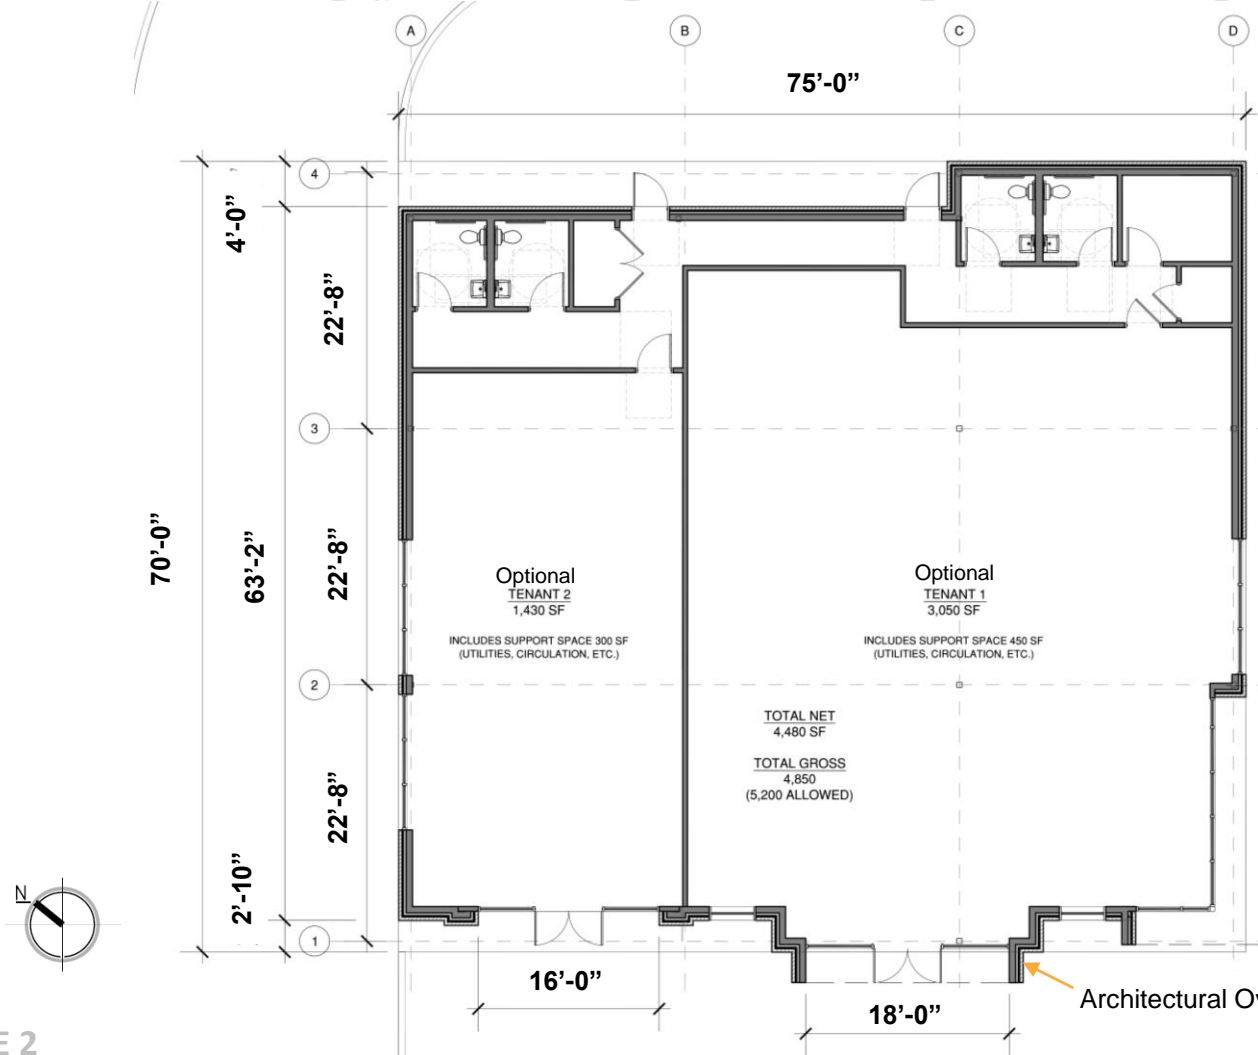 A
B
C
D
75’-0”
4
4’-0”
22’-8”
3
70’-0”
63’-2”
22’-8”
Optional
TENANT 2
1,430 SF
INCLUDES SUPPORT SPACE 300 SF
(UTILITIES, CIRCULATION, ETC.)
Optional
TENANT 1
3,050 SF
INCLUDES SUPPORT SPACE 450 SF
(UTILITIES, CIRCULATION, ETC.)
2
TOTAL NET
4,480 SF
TOTAL GROSS
4,850
(5,200 ALLOWED)
22’-8”
2’-10”
N
1
16’-0”
18’-0”
Architectural Ov
E 2